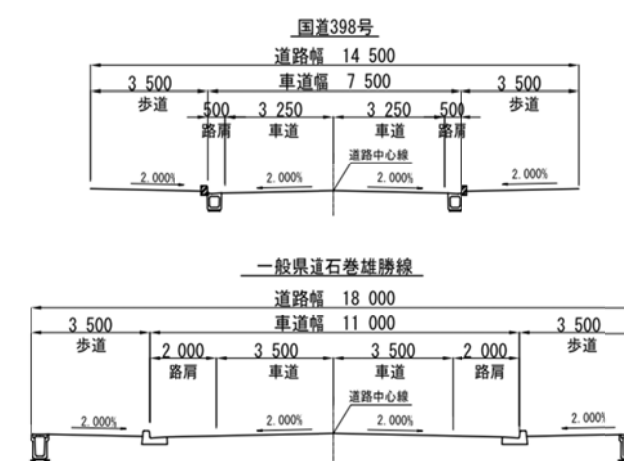 国道398号
道路幅 14 500
3 500 車道幅 7 500 3 500
歩道 歩道
500 3 250 3 250 500
路肩 車道 車道 路肩
道路中心線
2.000% 2.000% 2.000% 2.000%
一般県道石巻雄勝線
道路幅 18 000
3 500 車道幅 11 000 3 500
歩道 歩道
2 000 3 500 3 500 2 000
路肩 車道 車道 路肩
道路中心線
2.000% 2.000% 2.000% 2.000%